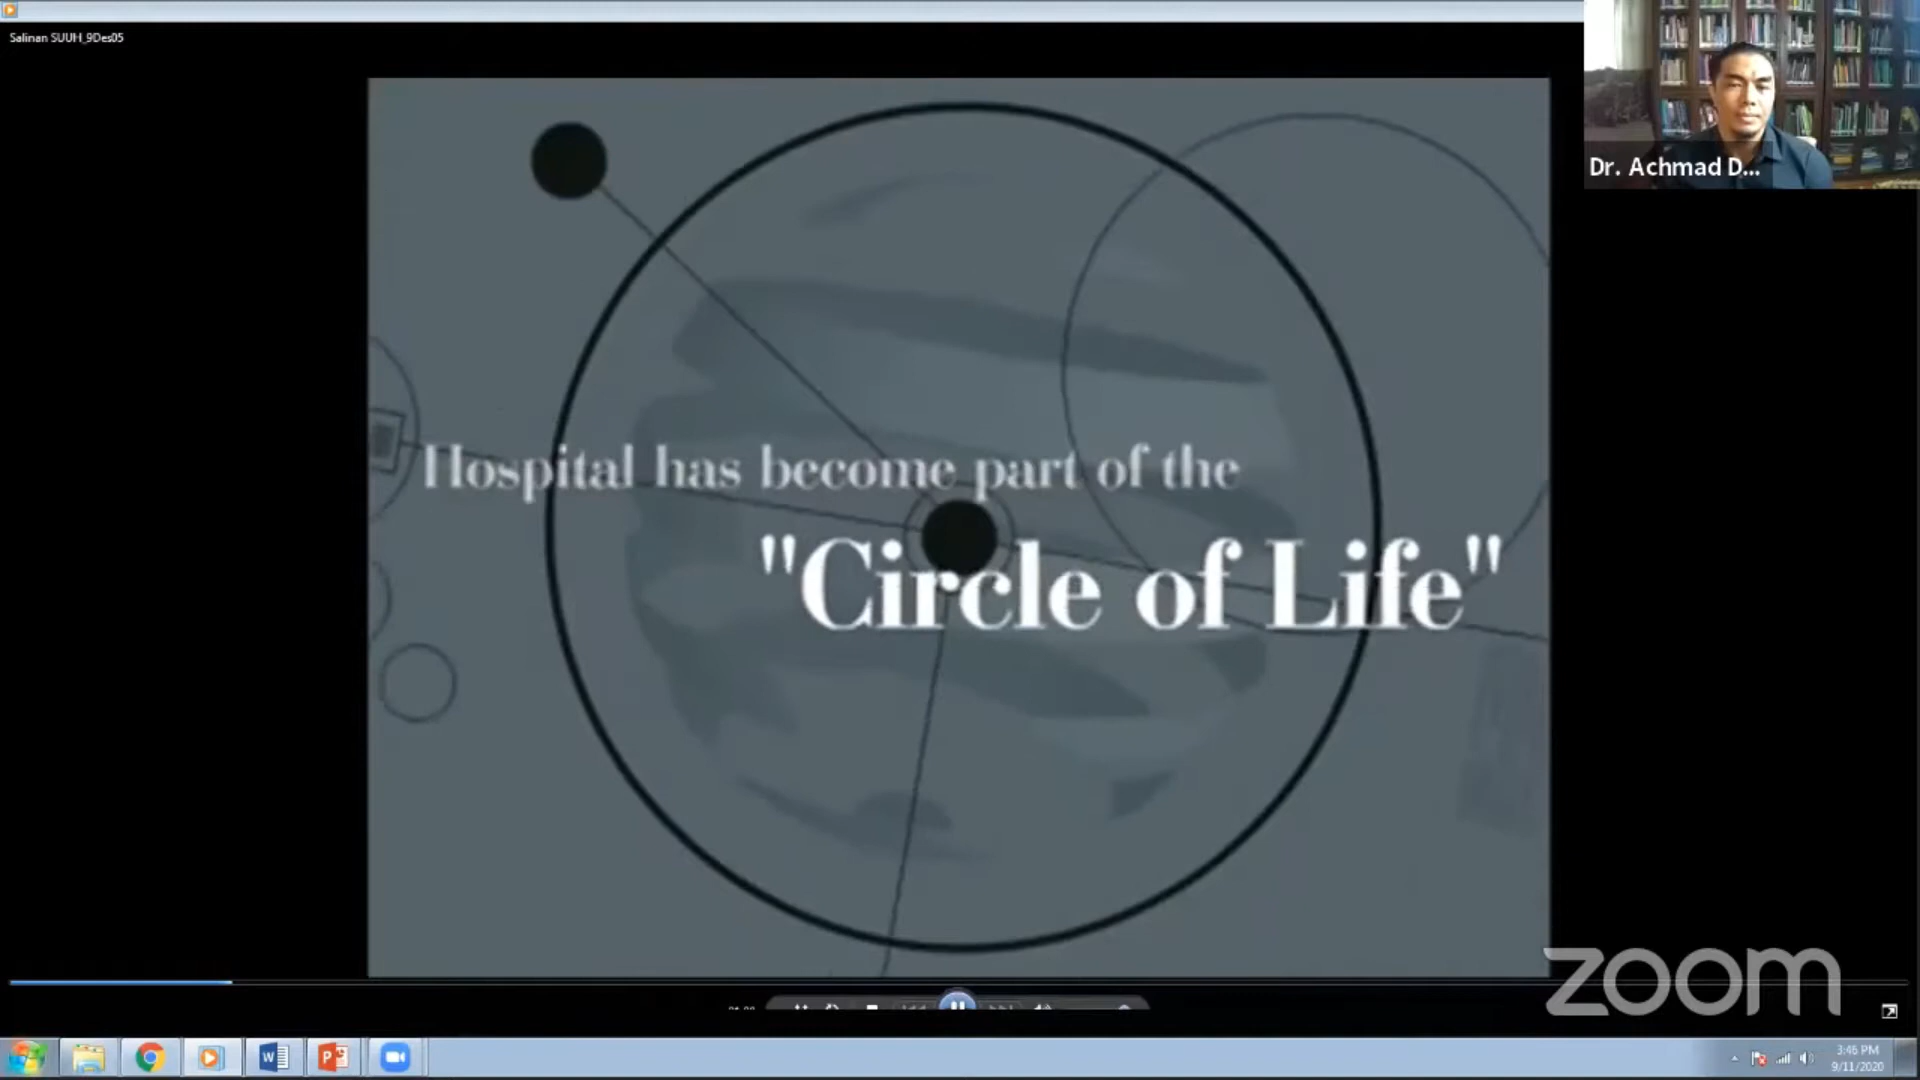 Salinan SUUH_9Des05
Dr. Achmad D...
Hospital has become part of the
"Circle of Life"
zoom
3:46 PM
9/11/2020